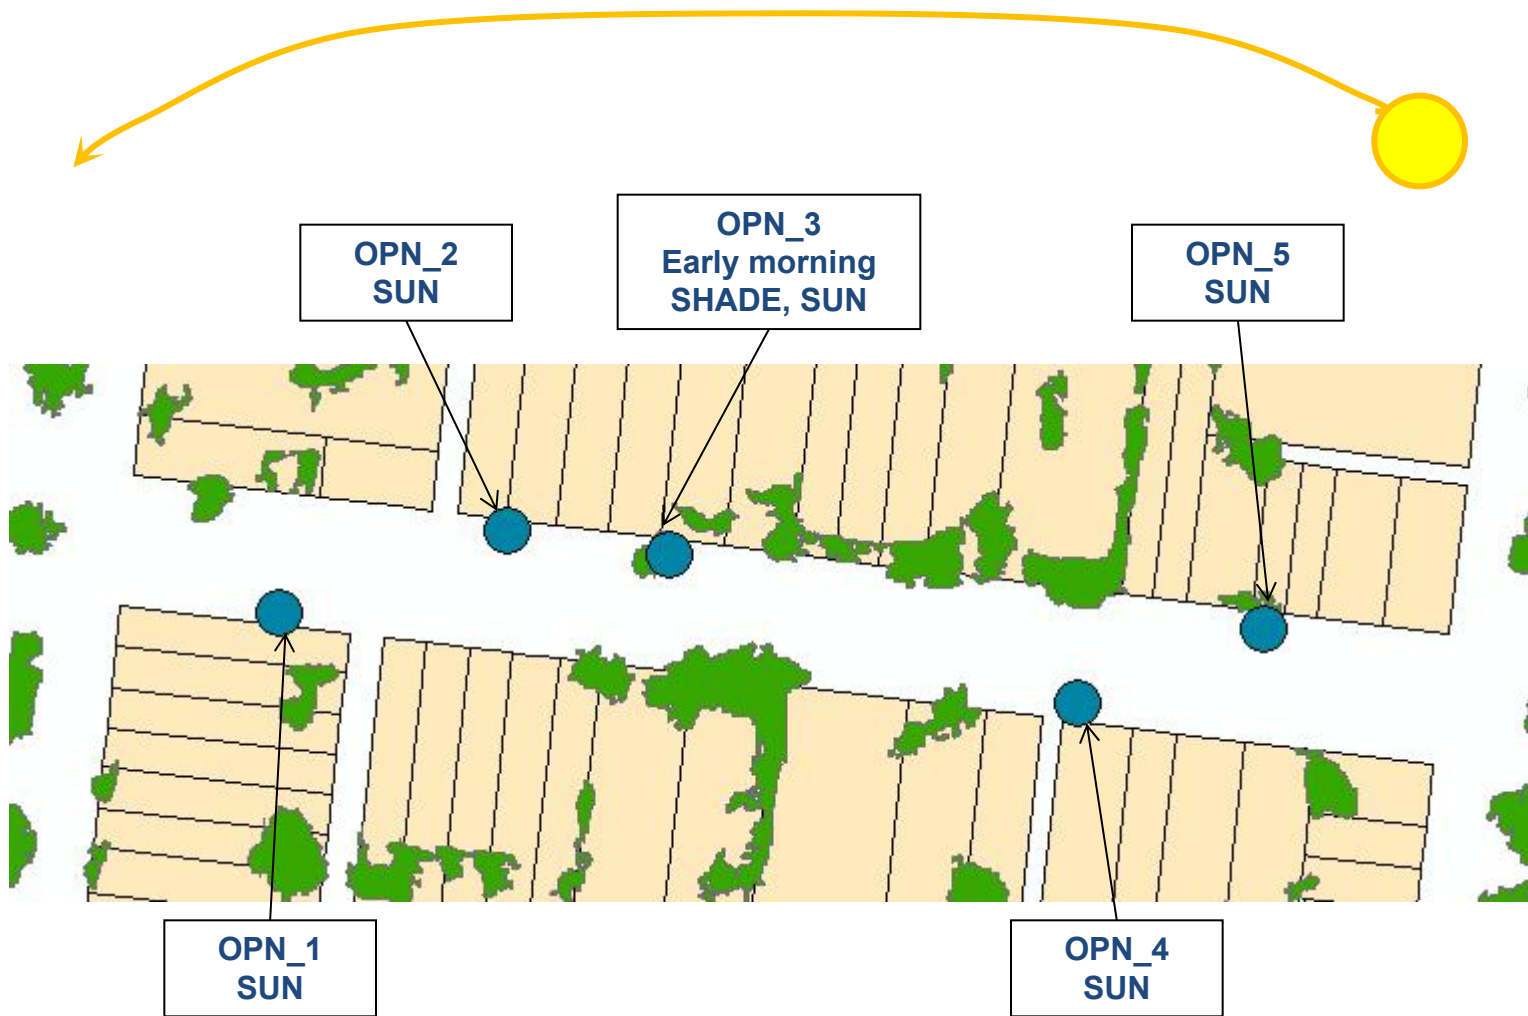 OPN_2
SUN
OPN_3
Early morning
SHADE, SUN
OPN_5
SUN
OPN_1
SUN
OPN_4
SUN